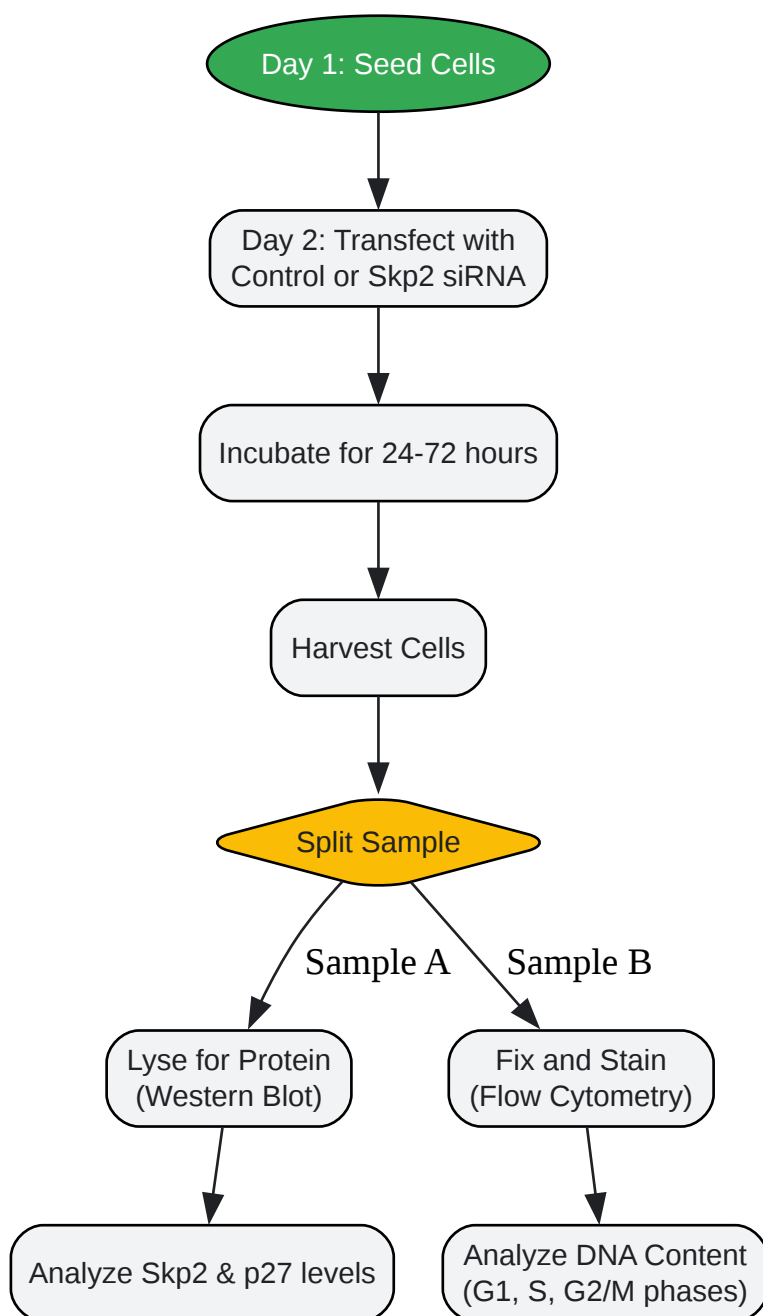 Day 1: Seed Cells
Day 2: Transfect with
Control or Skp2 siRNA
Incubate for 24-72 hours
Harvest Cells
Split Sample
Sample A
Sample B
Lyse for Protein
(Western Blot)
Fix and Stain
(Flow Cytometry)
Analyze Skp2 & p27 levels
Analyze DNA Content
(G1, S, G2/M phases)